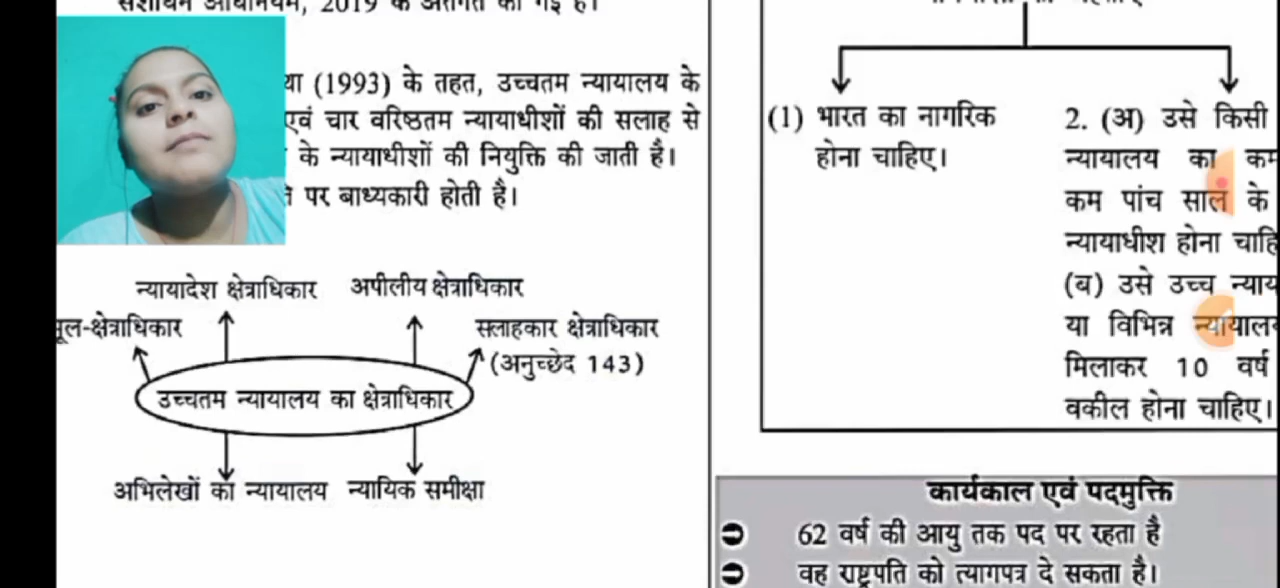 संशोधन अधिनियम, 2019 के अंतर्गत की गई है।
था (1993) के तहत, उच्चतम न्यायालय के
एवं चार वरिष्ठतम न्यायाधीशों की सलाह से
के न्यायाधीशों की नियुक्ति की जाती है।
पर बाध्यकारी होती है।
न्यायादेश क्षेत्राधिकार अपीलीय क्षेत्राधिकार
मूल-क्षेत्राधिकार सलाहकार क्षेत्राधिकार
(अनुच्छेद 143)
उच्चतम न्यायालय का क्षेत्राधिकार
अभिलेखों का न्यायालय न्यायिक समीक्षा
(1) भारत का नागरिक
होना चाहिए।
2. (अ) उसे किसी
न्यायालय का कम
कम पांच साल के
न्यायाधीश होना चाहि
(ब) उसे उच्च न्याय
या विभिन्न न्यायाल
मिलाकर 10 वर्ष
वकील होना चाहिए।
कार्यकाल एवं पदमुक्ति
62 वर्ष की आयु तक पद पर रहता है
वह राष्ट्रपति को त्यागपत्र दे सकता है।